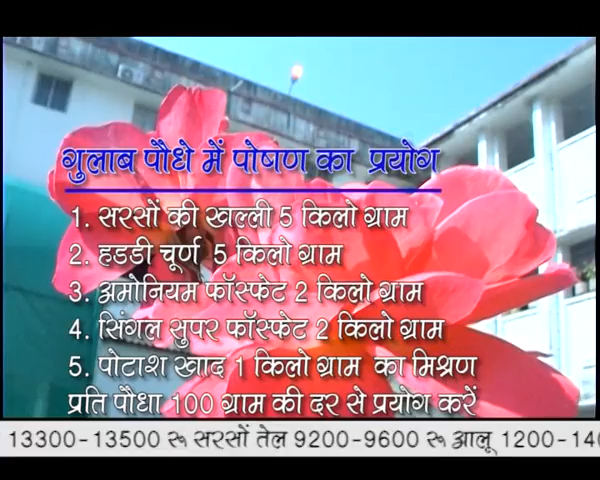 गुलाब पौधे में पोषण का प्रयोग
1. सरसों की खल्ली 5 किलो ग्राम
2. हडडी चूर्ण 5 किलो ग्राम
3. अमोनियम फॉस्फेट 2 किलो ग्राम
4. सिंगल सुपर फॉस्फेट 2 किलो ग्राम
5. पोटाश खाद 1 किलो ग्राम का मिश्रण
प्रति पौधा 100 ग्राम की दर से प्रयोग करें
13300-13500 रू सरसों तेल 9200-9600 रू आलू 1200-